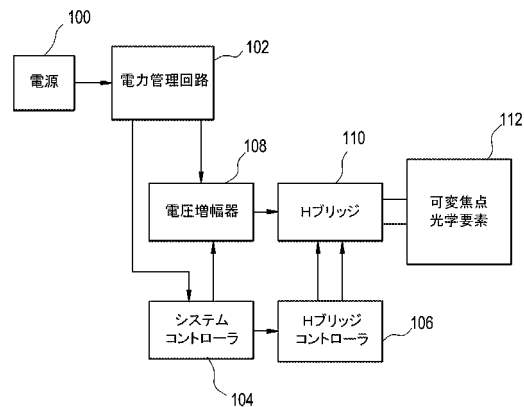 100
102
電源
電力管理回路
108
110
112
電圧増幅器
Hブリッジ
可変焦点
光学要素
システム
コントローラ
Hブリッジ
コントローラ
106
104